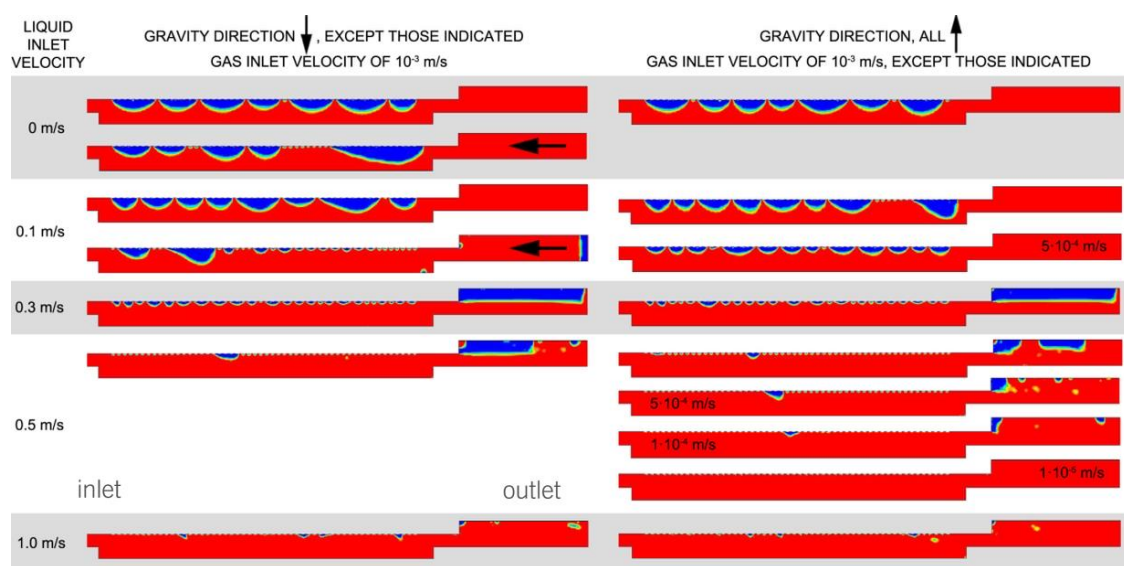 LIQUID
INLET
VELOCITY
GRAVITY DIRECTION , EXCEPT THOSE INDICATED
GAS INLET VELOCITY OF 10⁻³ m/s
GRAVITY DIRECTION, ALL
GAS INLET VELOCITY OF 10⁻³ m/s, EXCEPT THOSE INDICATED
0 m/s
0.1 m/s
5·10⁻⁴ m/s
0.3 m/s
0.5 m/s
5·10⁻⁴ m/s
1·10⁻⁴ m/s
1·10⁻⁵ m/s
inlet
outlet
1.0 m/s